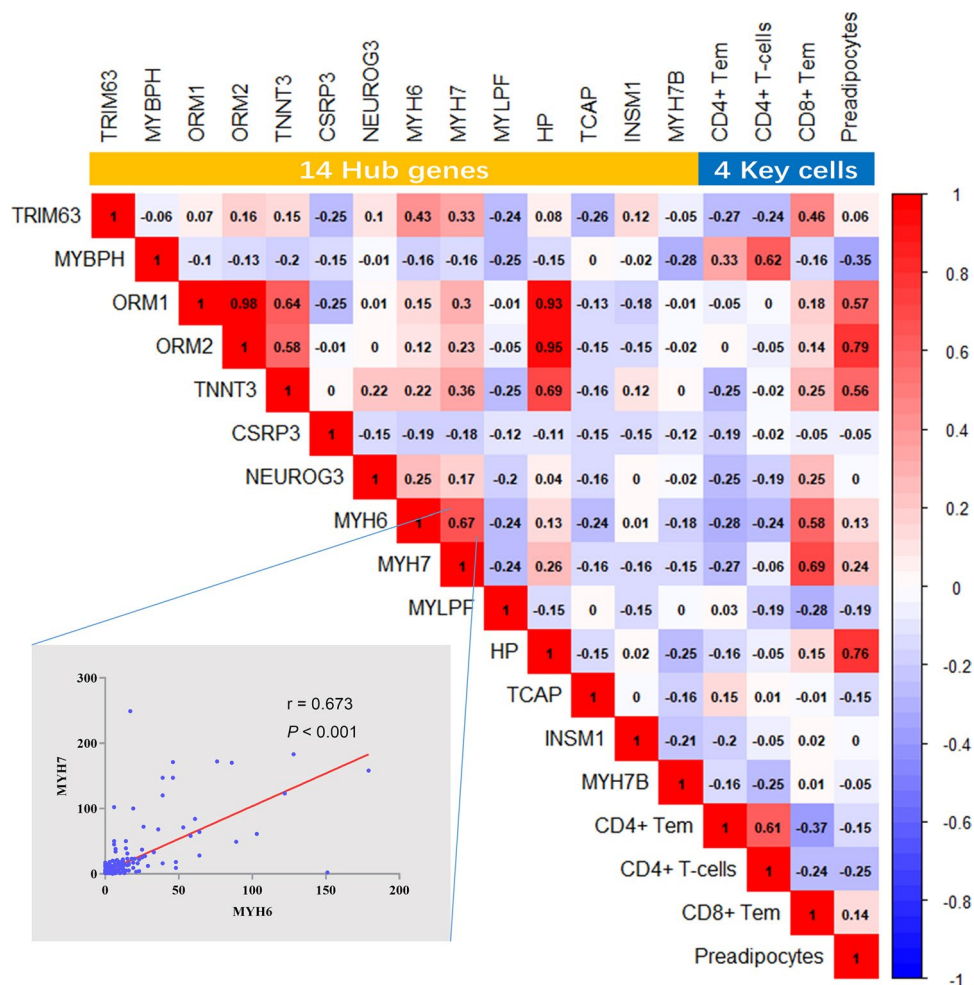 TRIM63 MYBPH ORM1 ORM2 TNNT3 CSRP3 NEUROG3 MYH6 MYH7 MYLPF HP TCAP INSM1 MYH7B CD4+ Tem CD4+ T-cells CD8+ Tem Preadipocytes
14 Hub genes 4 Key cells
TRIM63 1 -0.06 0.07 0.16 0.15 -0.25 0.1 0.43 0.33 -0.24 0.08 -0.26 0.12 -0.05 -0.27 -0.24 0.46 0.06
MYBPH 1 -0.1 -0.13 -0.2 -0.15 -0.01 -0.16 -0.16 -0.25 -0.15 0 -0.02 -0.28 0.33 0.62 -0.16 -0.35
ORM1 1 0.98 0.64 -0.25 0.01 0.15 0.3 -0.01 0.93 -0.13 -0.18 -0.01 -0.05 0 0.18 0.57
ORM2 1 0.58 -0.01 0 0.12 0.23 -0.05 0.95 -0.15 -0.15 -0.02 0 -0.05 0.14 0.79
TNNT3 1 0 0.22 0.22 0.36 -0.25 0.69 -0.16 0.12 0 -0.25 -0.02 0.25 0.56
CSRP3 1 -0.15 -0.19 -0.18 -0.12 -0.11 -0.15 -0.15 -0.12 -0.19 -0.02 -0.05 -0.05
NEUROG3 1 0.25 0.17 -0.2 0.04 -0.16 0 -0.02 -0.25 -0.19 0.25 0
MYH6 1 0.67 -0.24 0.13 -0.24 0.01 -0.18 -0.28 -0.24 0.58 0.13
MYH7 1 -0.24 0.26 -0.16 -0.16 -0.15 -0.27 -0.06 0.69 0.24
MYLPF 1 -0.15 0 -0.15 0 0.03 -0.19 -0.28 -0.19
HP 1 -0.15 0.02 -0.25 -0.16 -0.05 0.15 0.76
TCAP 1 0 -0.16 0.15 0.01 -0.01 -0.15
INSM1 1 -0.21 -0.2 -0.05 0.02 0
MYH7B 1 -0.16 -0.25 0.01 -0.05
CD4+ Tem 1 0.61 -0.37 -0.15
CD4+ T-cells 1 -0.24 -0.25
CD8+ Tem 1 0.14
Preadipocytes 1
1
0.8
0.6
0.4
0.2
0
-0.2
-0.4
-0.6
-0.8
-1
r = 0.673
P < 0.001
MYH7
300
200
100
0
0 50 100 150 200
MYH6